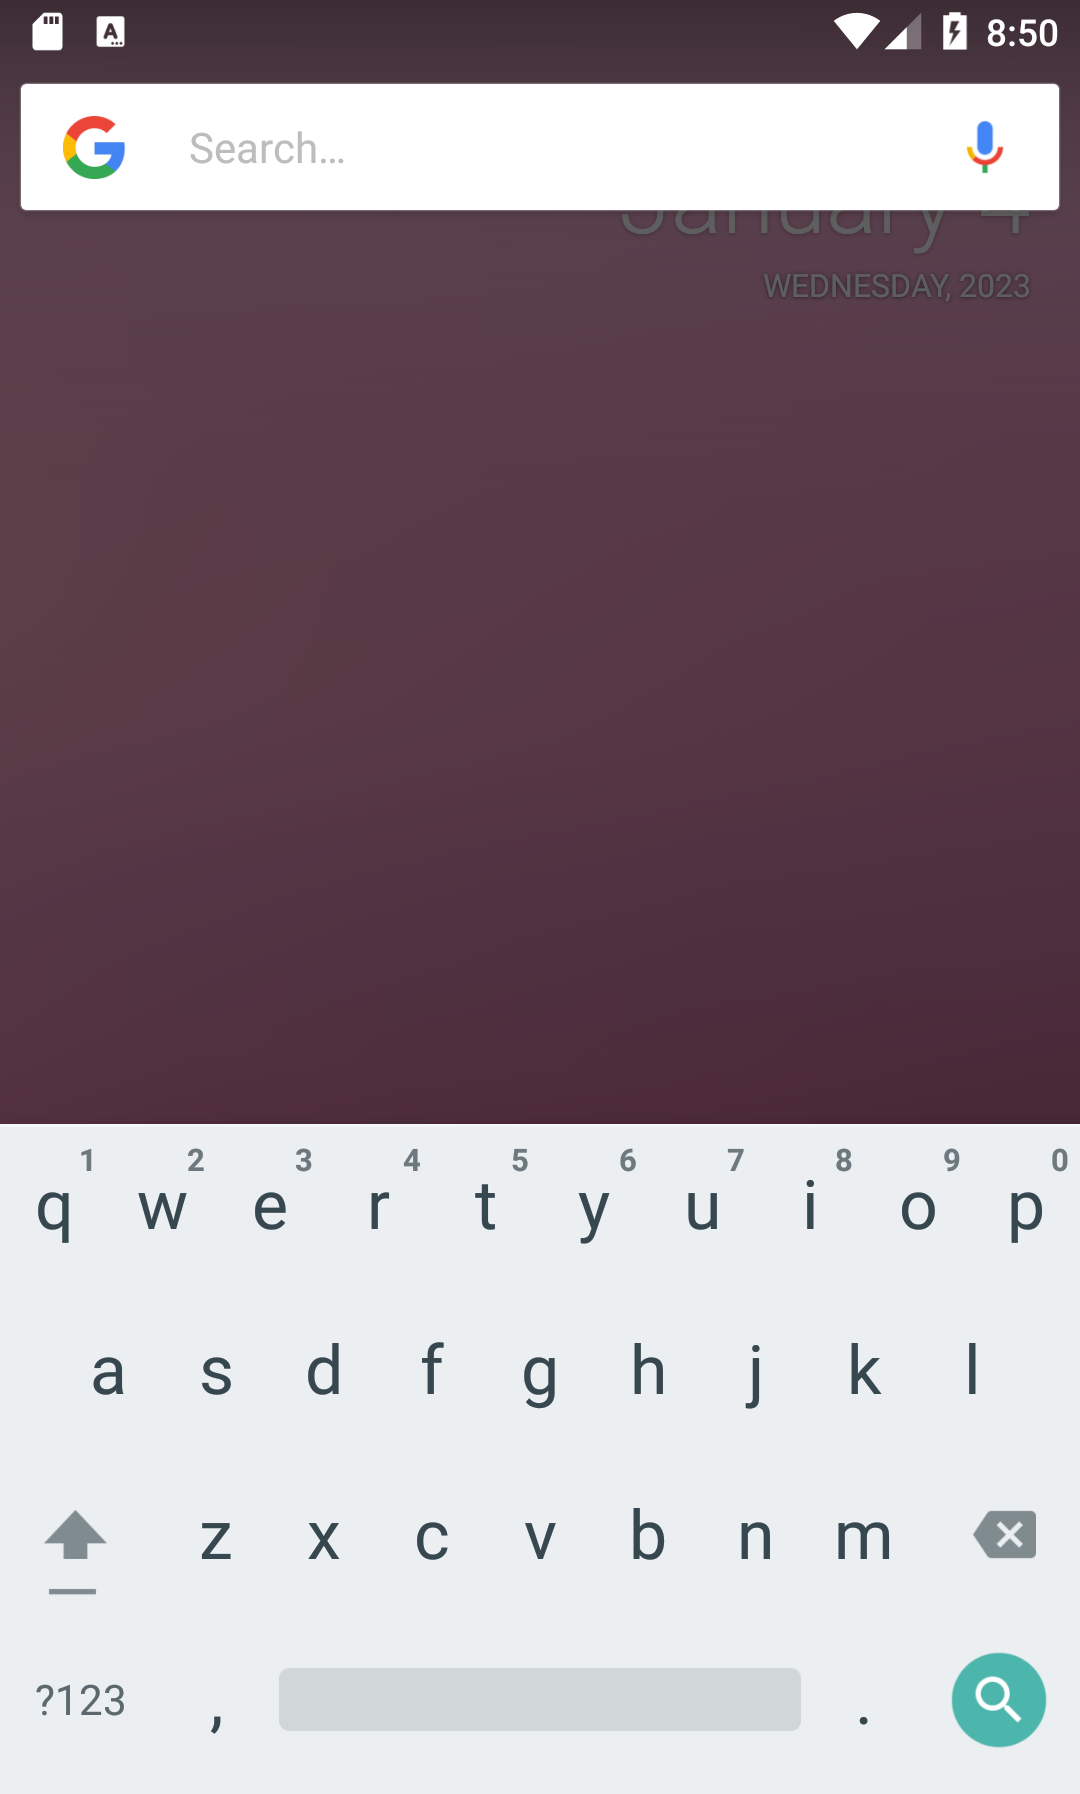 8:50
Search…
January 4
WEDNESDAY, 2023
1 2 3 4 5 6 7 8 9 0
q w e r t y u i o p
a s d f g h j k l
z x c v b n m
?123 , .